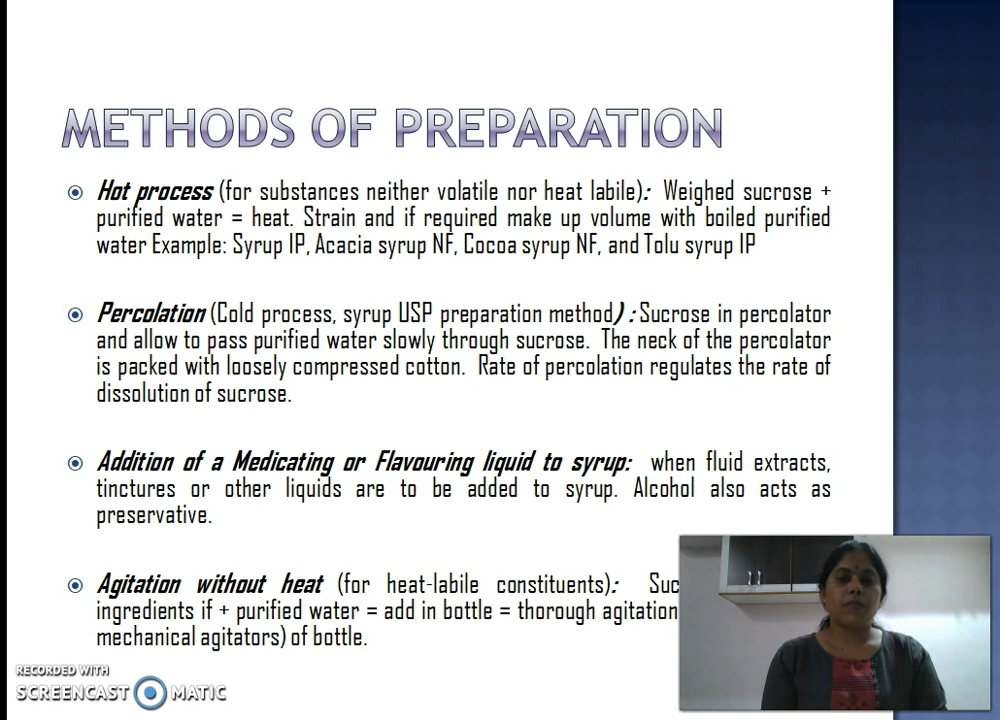 METHODS OF PREPARATION
Hot process (for substances neither volatile nor heat labile): Weighed sucrose +
purified water = heat. Strain and if required make up volume with boiled purified
water Example: Syrup IP, Acacia syrup NF, Cocoa syrup NF, and Tolu syrup IP
Percolation (Cold process, syrup USP preparation method) : Sucrose in percolator
and allow to pass purified water slowly through sucrose. The neck of the percolator
is packed with loosely compressed cotton. Rate of percolation regulates the rate of
dissolution of sucrose.
Addition of a Medicating or Flavouring liquid to syrup: when fluid extracts,
tinctures or other liquids are to be added to syrup. Alcohol also acts as
preservative.
Agitation without heat (for heat-labile constituents): Suc
ingredients if + purified water = add in bottle = thorough agitation
mechanical agitators) of bottle.
RECORDED WITH
SCREENCAST MATIC